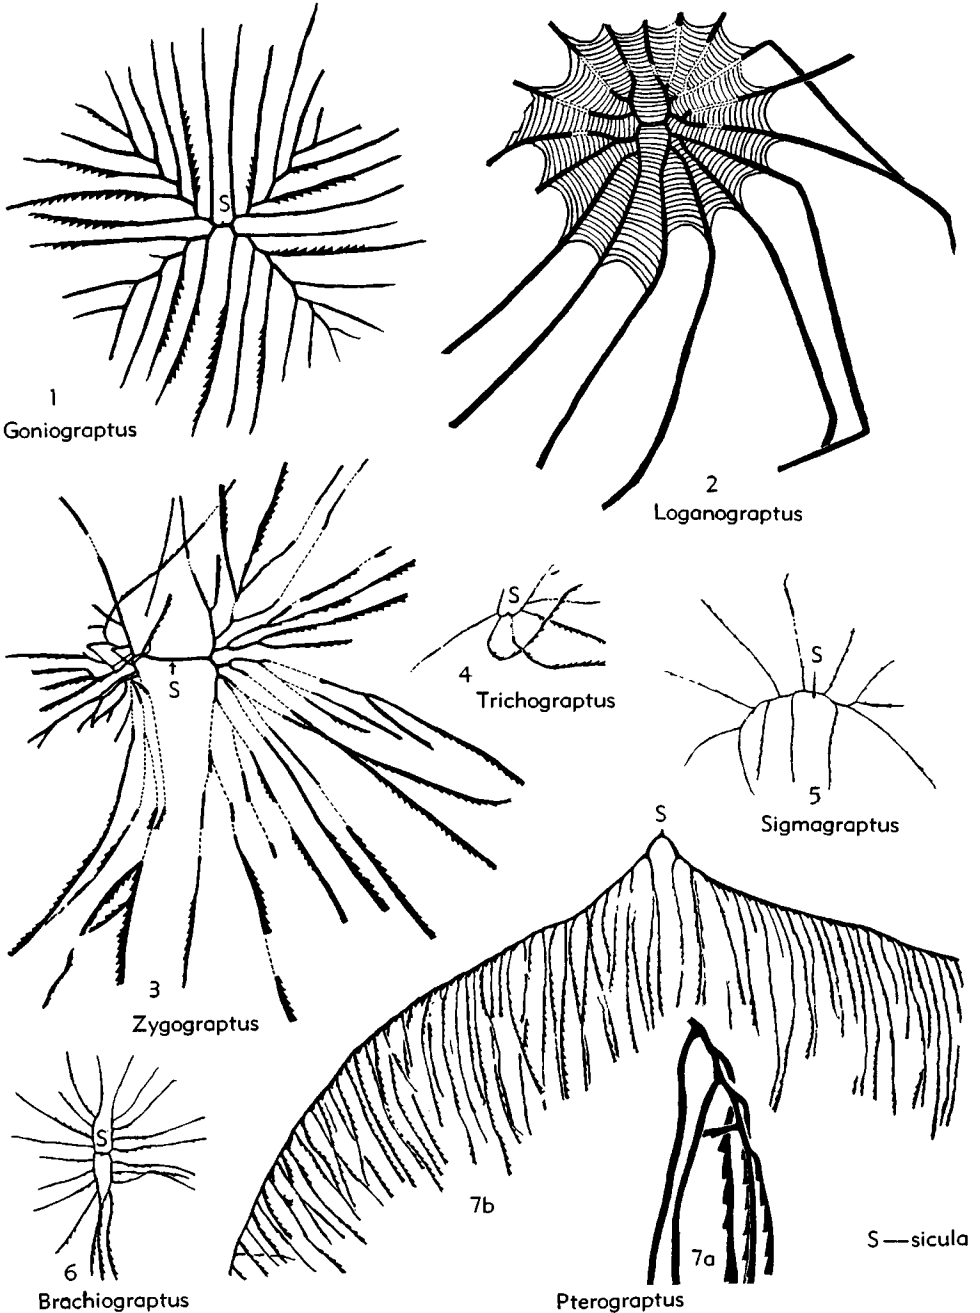 S
1
Goniograptus
2
Loganograptus
S
3
Zygograptus
S
4
Trichograptus
S
5
Sigmagraptus
S
S
6
Brachiograptus
7b
7a
Pterograptus
S—sicula